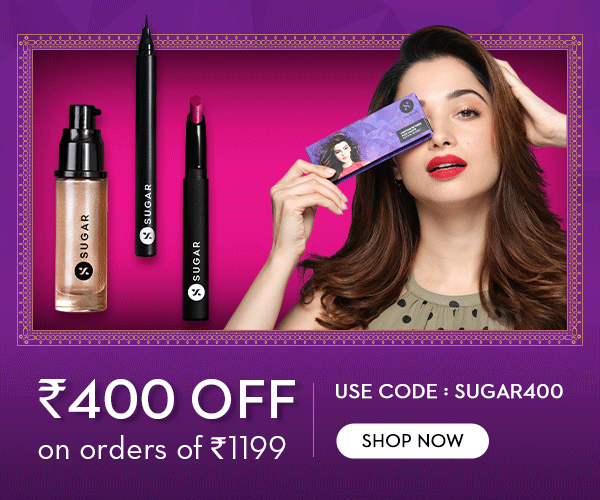 SUGAR
SUGAR
SUGAR
₹400 OFF
on orders of ₹1199
USE CODE : SUGAR400
SHOP NOW